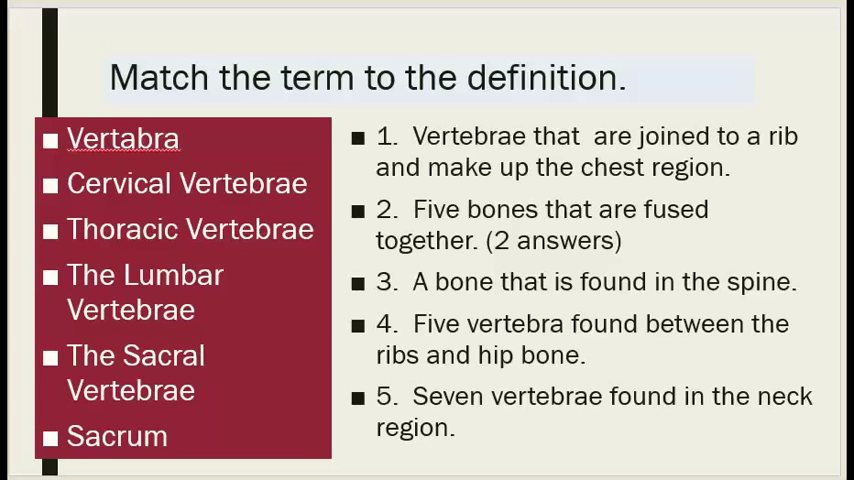 Match the term to the definition.
Vertabra
Cervical Vertebrae
Thoracic Vertebrae
The Lumbar
Vertebrae
The Sacral
Vertebrae
Sacrum
1. Vertebrae that are joined to a rib
and make up the chest region.
2. Five bones that are fused
together. (2 answers)
3. A bone that is found in the spine.
4. Five vertebra found between the
ribs and hip bone.
5. Seven vertebrae found in the neck
region.